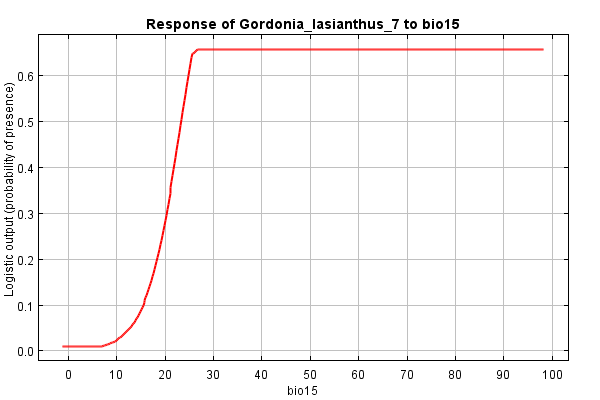 Response of Gordonia_lasianthus_7 to bio15
Logistic output (probability of presence)
0.6
0.5
0.4
0.3
0.2
0.1
0.0
0 10 20 30 40 50 60 70 80 90 100
bio15